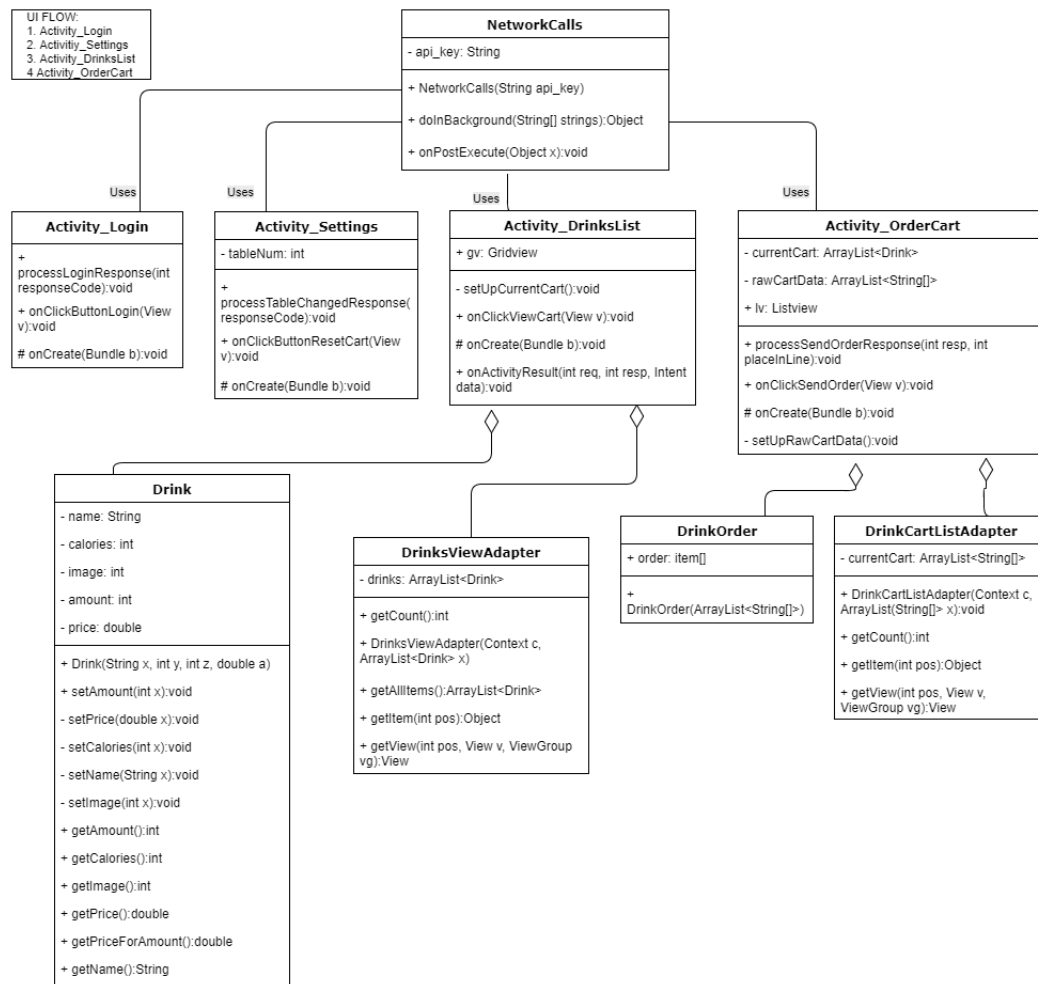 UI FLOW:
1. Activity_Login
2. Activitiy_Settings
3. Activity_DrinksList
4 Activity_OrderCart
NetworkCalls
- api_key: String
+ NetworkCalls(String api_key)
+ doInBackground(String[] strings):Object
+ onPostExecute(Object x):void
Uses
Uses
Uses
Uses
Activity_Login
+
processLoginResponse(int
responseCode):void
+ onClickButtonLogin(View
v):void
# onCreate(Bundle b):void
Activity_Settings
- tableNum: int
+
processTableChangedResponse(
responseCode):void
+ onClickButtonResetCart(View
v):void
# onCreate(Bundle b):void
Activity_DrinksList
+ gv: Gridview
- setUpCurrentCart():void
+ onClickViewCart(View v):void
# onCreate(Bundle b):void
+ onActivityResult(int req, int resp, Intent
data):void
Activity_OrderCart
- currentCart: ArrayList<Drink>
- rawCartData: ArrayList<String[]>
+ lv: Listview
+ processSendOrderResponse(int resp, int
placeInLine):void
+ onClickSendOrder(View v):void
# onCreate(Bundle b):void
- setUpRawCartData():void
Drink
- name: String
- calories: int
- image: int
- amount: int
- price: double
+ Drink(String x, int y, int z, double a)
+ setAmount(int x):void
- setPrice(double x):void
- setCalories(int x):void
- setName(String x):void
- setImage(int x):void
+ getAmount():int
+ getCalories():int
+ getImage():int
+ getPrice():double
+ getPriceForAmount():double
+ getName():String
DrinksViewAdapter
- drinks: ArrayList<Drink>
+ getCount():int
+ DrinksViewAdapter(Context c,
ArrayList<Drink> x)
+ getAllItems():ArrayList<Drink>
+ getItem(int pos):Object
+ getView(int pos, View v, ViewGroup
vg):View
DrinkOrder
+ order: item[]
+
DrinkOrder(ArrayList<String[]>)
DrinkCartListAdapter
- currentCart: ArrayList<String[]>
+ DrinkCartListAdapter(Context c,
ArrayList(String[]> x):void
+ getCount():int
+ getItem(int pos):Object
+ getView(int pos, View v,
ViewGroup vg):View